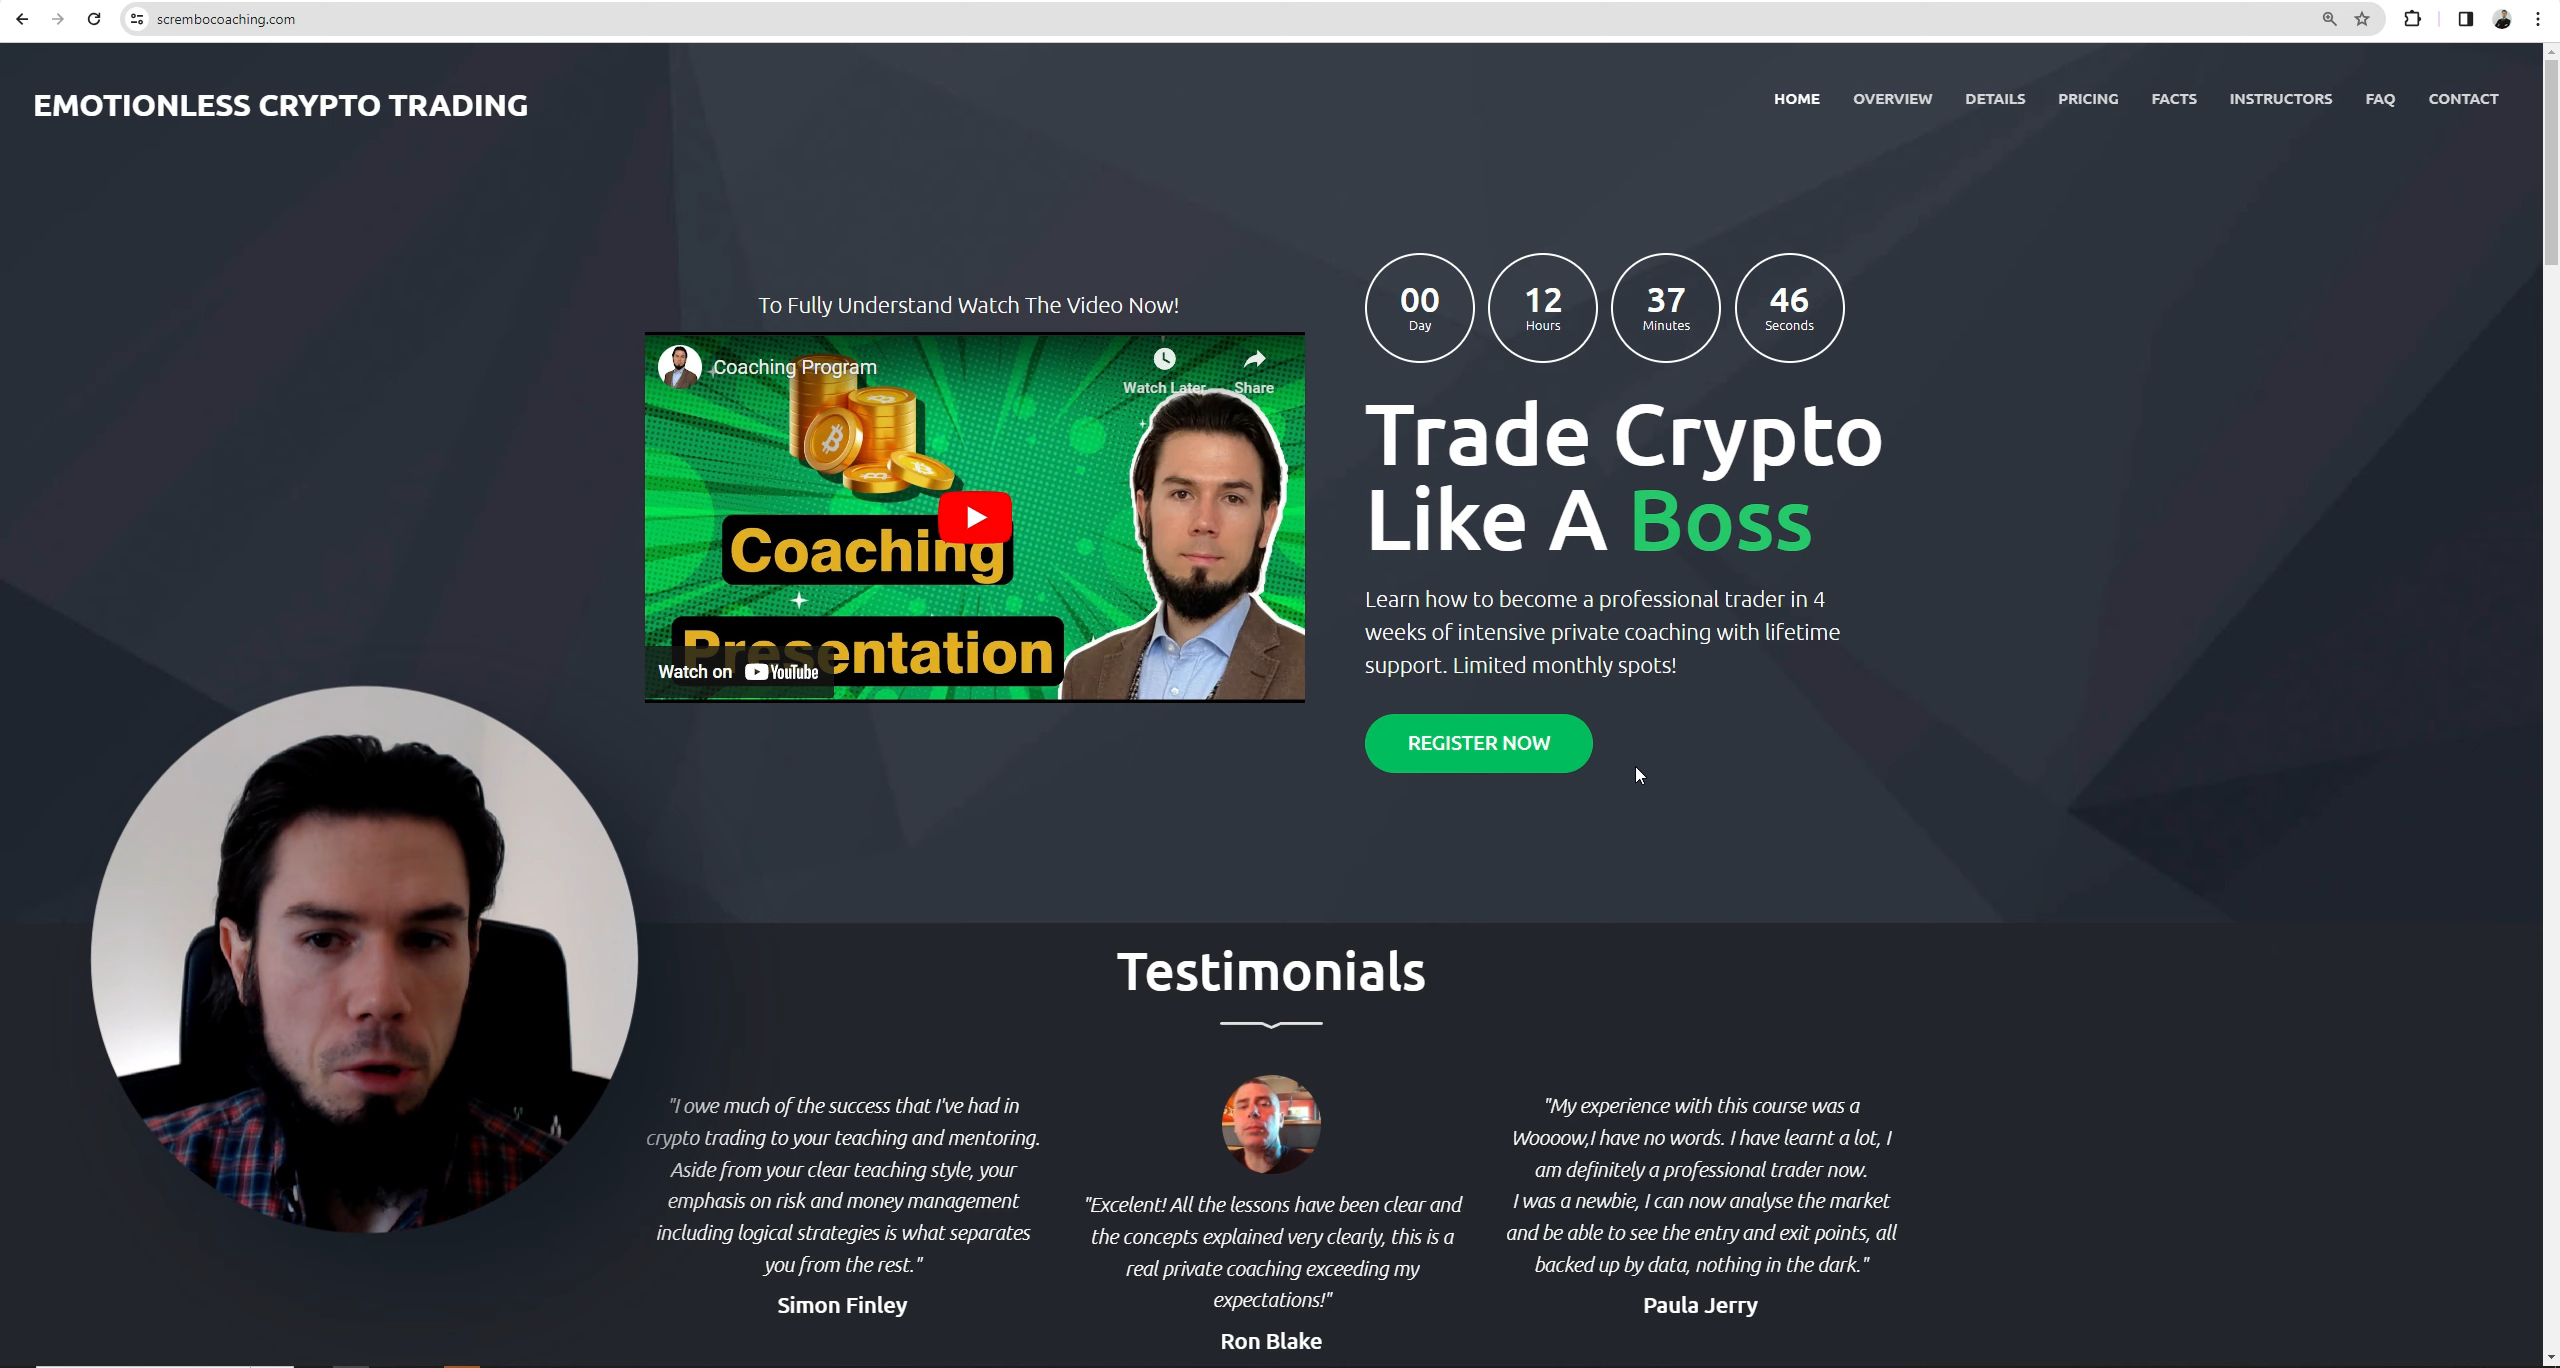 scrembocoaching.com
EMOTIONLESS CRYPTO TRADING
HOME OVERVIEW DETAILS PRICING FACTS INSTRUCTORS FAQ CONTACT
To Fully Understand Watch The Video Now!
Coaching Program
Watch Later
Share
Coaching
Presentation
Watch on YouTube
00 12 37 46
Day Hours Minutes Seconds
Trade Crypto
Like A Boss
Learn how to become a professional trader in 4
weeks of intensive private coaching with lifetime
support. Limited monthly spots!
REGISTER NOW
Testimonials
"I owe much of the success that I've had in
crypto trading to your teaching and mentoring.
Aside from your clear teaching style, your
emphasis on risk and money management
including logical strategies is what separates
you from the rest."
Simon Finley
"Excelent! All the lessons have been clear and
the concepts explained very clearly, this is a
real private coaching exceeding my
expectations!"
Ron Blake
"My experience with this course was a
Woooow,I have no words. I have learnt a lot, I
am definitely a professional trader now.
I was a newbie, I can now analyse the market
and be able to see the entry and exit points, all
backed up by data, nothing in the dark."
Paula Jerry